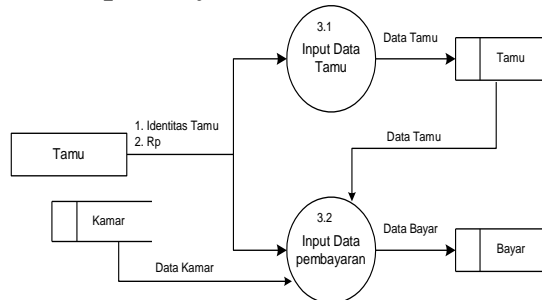 3.1
Input Data
Tamu
Data Tamu
Tamu
1. Identitas Tamu
2. Rp
Tamu
Data Tamu
Kamar
3.2
Input Data
pembayaran
Data Bayar
Bayar
Data Kamar